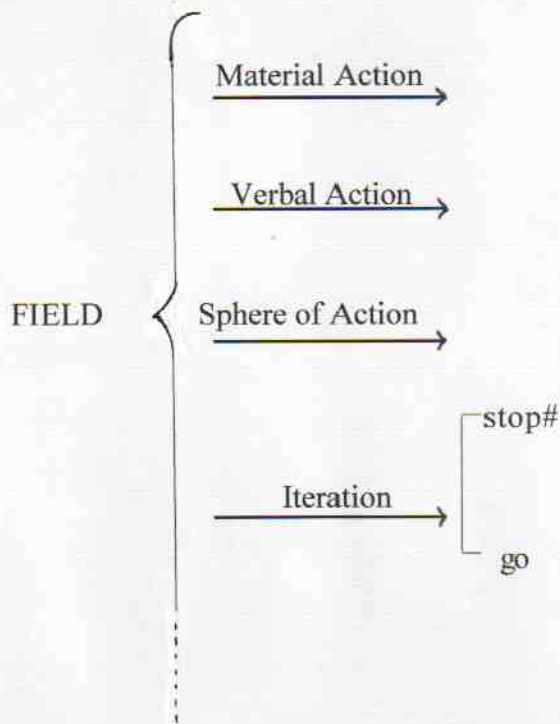 Material Action
Verbal Action
FIELD
Sphere of Action
stop#
Iteration
go